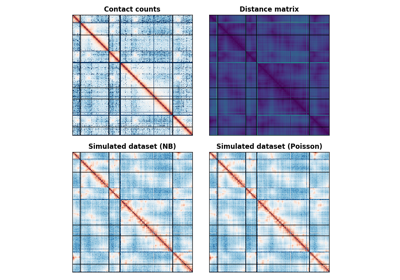 Contact counts
Distance matrix
Simulated dataset (NB)
Simulated dataset (Poisson)